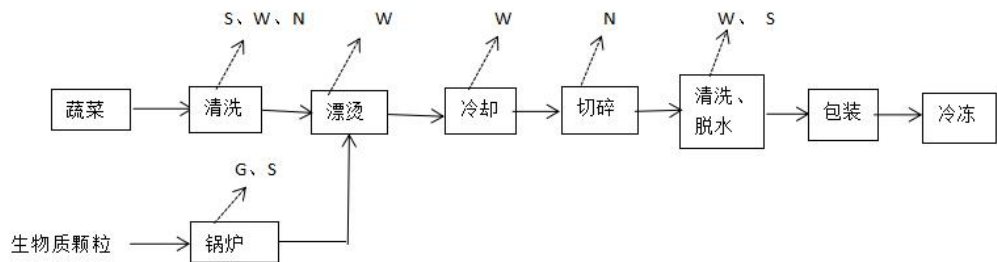 S、W、N
W
W
N
W、 S
蔬菜
清洗
漂烫
冷却
切碎
清洗、
脱水
包装
冷冻
G、S
生物质颗粒
锅炉